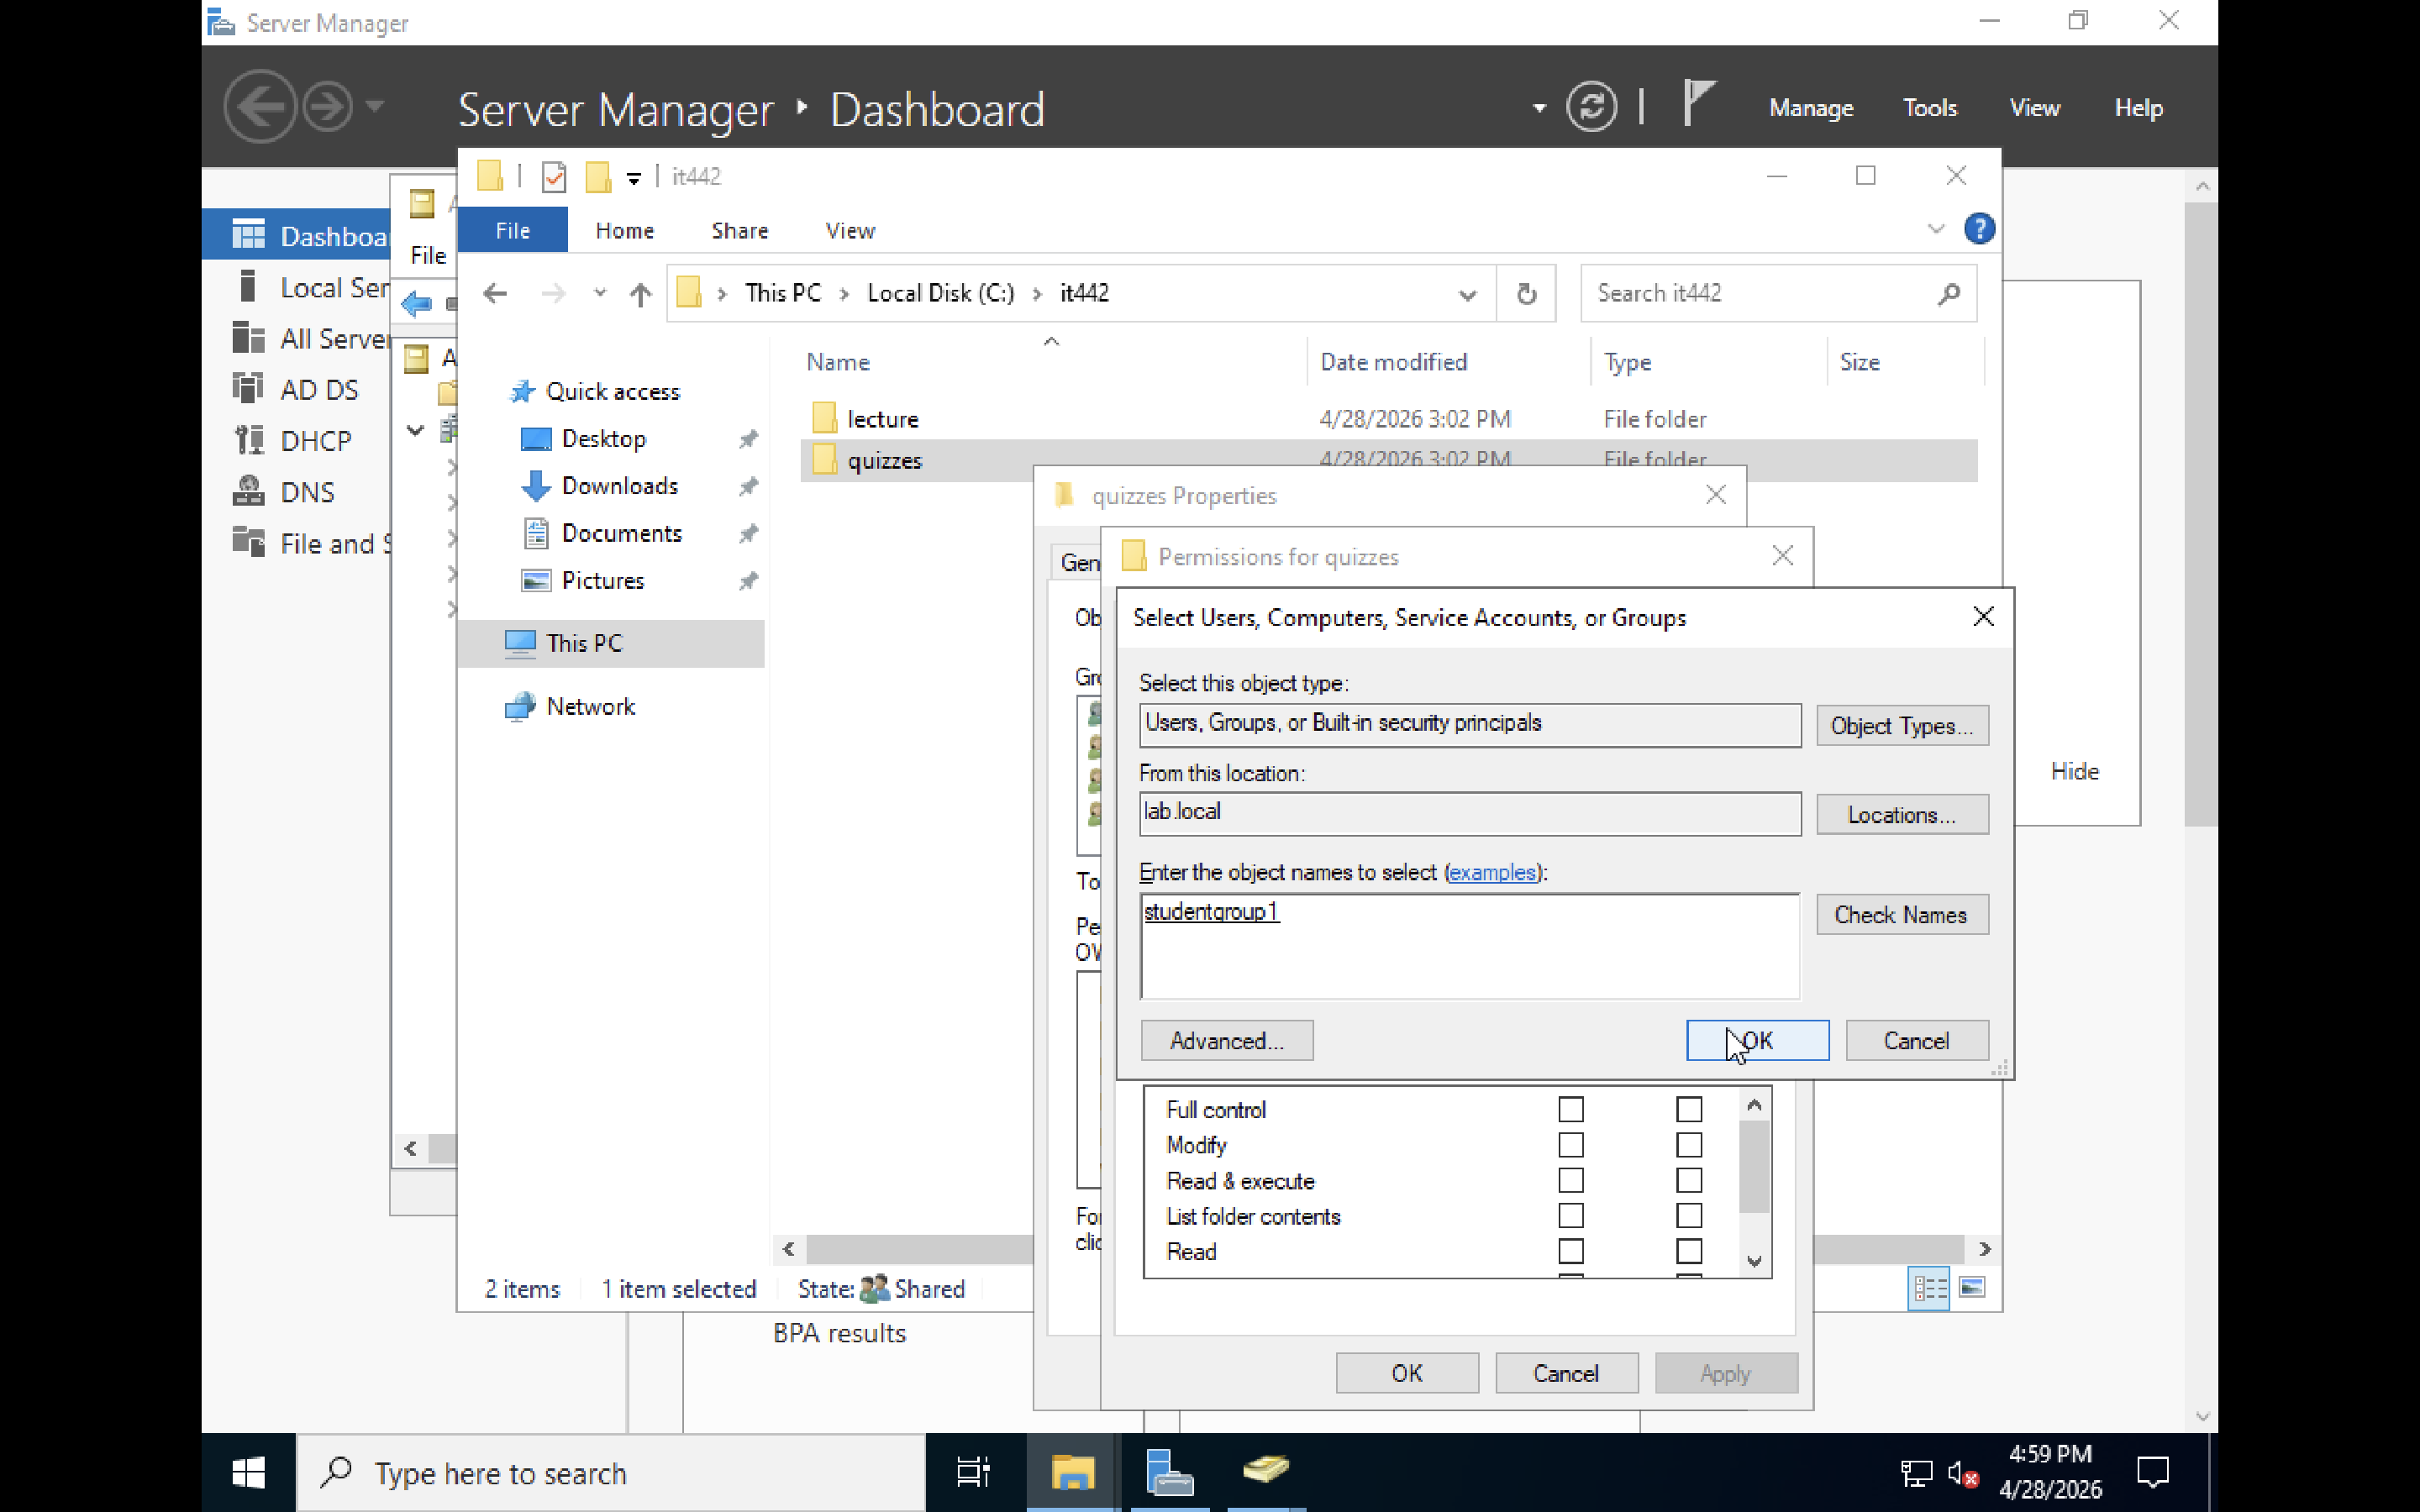 Server Manager
Server Manager ‣ Dashboard
Manage
Tools
View
Help
it442
File
Home
Share
View
File
This PC
Local Disk (C:)
it442
Search it442
Dashboa
Local Ser
All Server
AD DS
DHCP
DNS
File and S
Quick access
Desktop
Downloads
Documents
Pictures
This PC
Network
Name
Date modified
Type
Size
lecture
4/28/2026 3:02 PM
File folder
quizzes
4/28/2026 3:02 PM
File folder
quizzes Properties
Gen
Permissions for quizzes
Ob
Gro
To
Pe
For
clic
Select Users, Computers, Service Accounts, or Groups
Select this object type:
Users, Groups, or Built-in security principals
Object Types...
From this location:
lab.local
Locations...
Enter the object names to select (examples):
studentgroup1
Check Names
Advanced...
OK
Cancel
Hide
Full control
Modify
Read & execute
List folder contents
Read
OK
Cancel
Apply
2 items
1 item selected
State:
Shared
BPA results
Type here to search
4:59 PM
4/28/2026